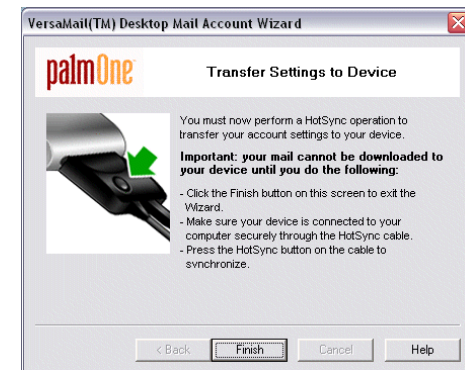 VersaMail(TM) Desktop Mail Account Wizard
palmOne
Transfer Settings to Device
You must now perform a HotSync operation to
transfer your account settings to your device.
Important: your mail cannot be downloaded to
your device until you do the following:
- Click the Finish button on this screen to exit the
Wizard.
- Make sure your device is connected to your
computer securely through the HotSync cable.
- Press the HotSync button on the cable to
synchronize.
< Back
Finish
Cancel
Help